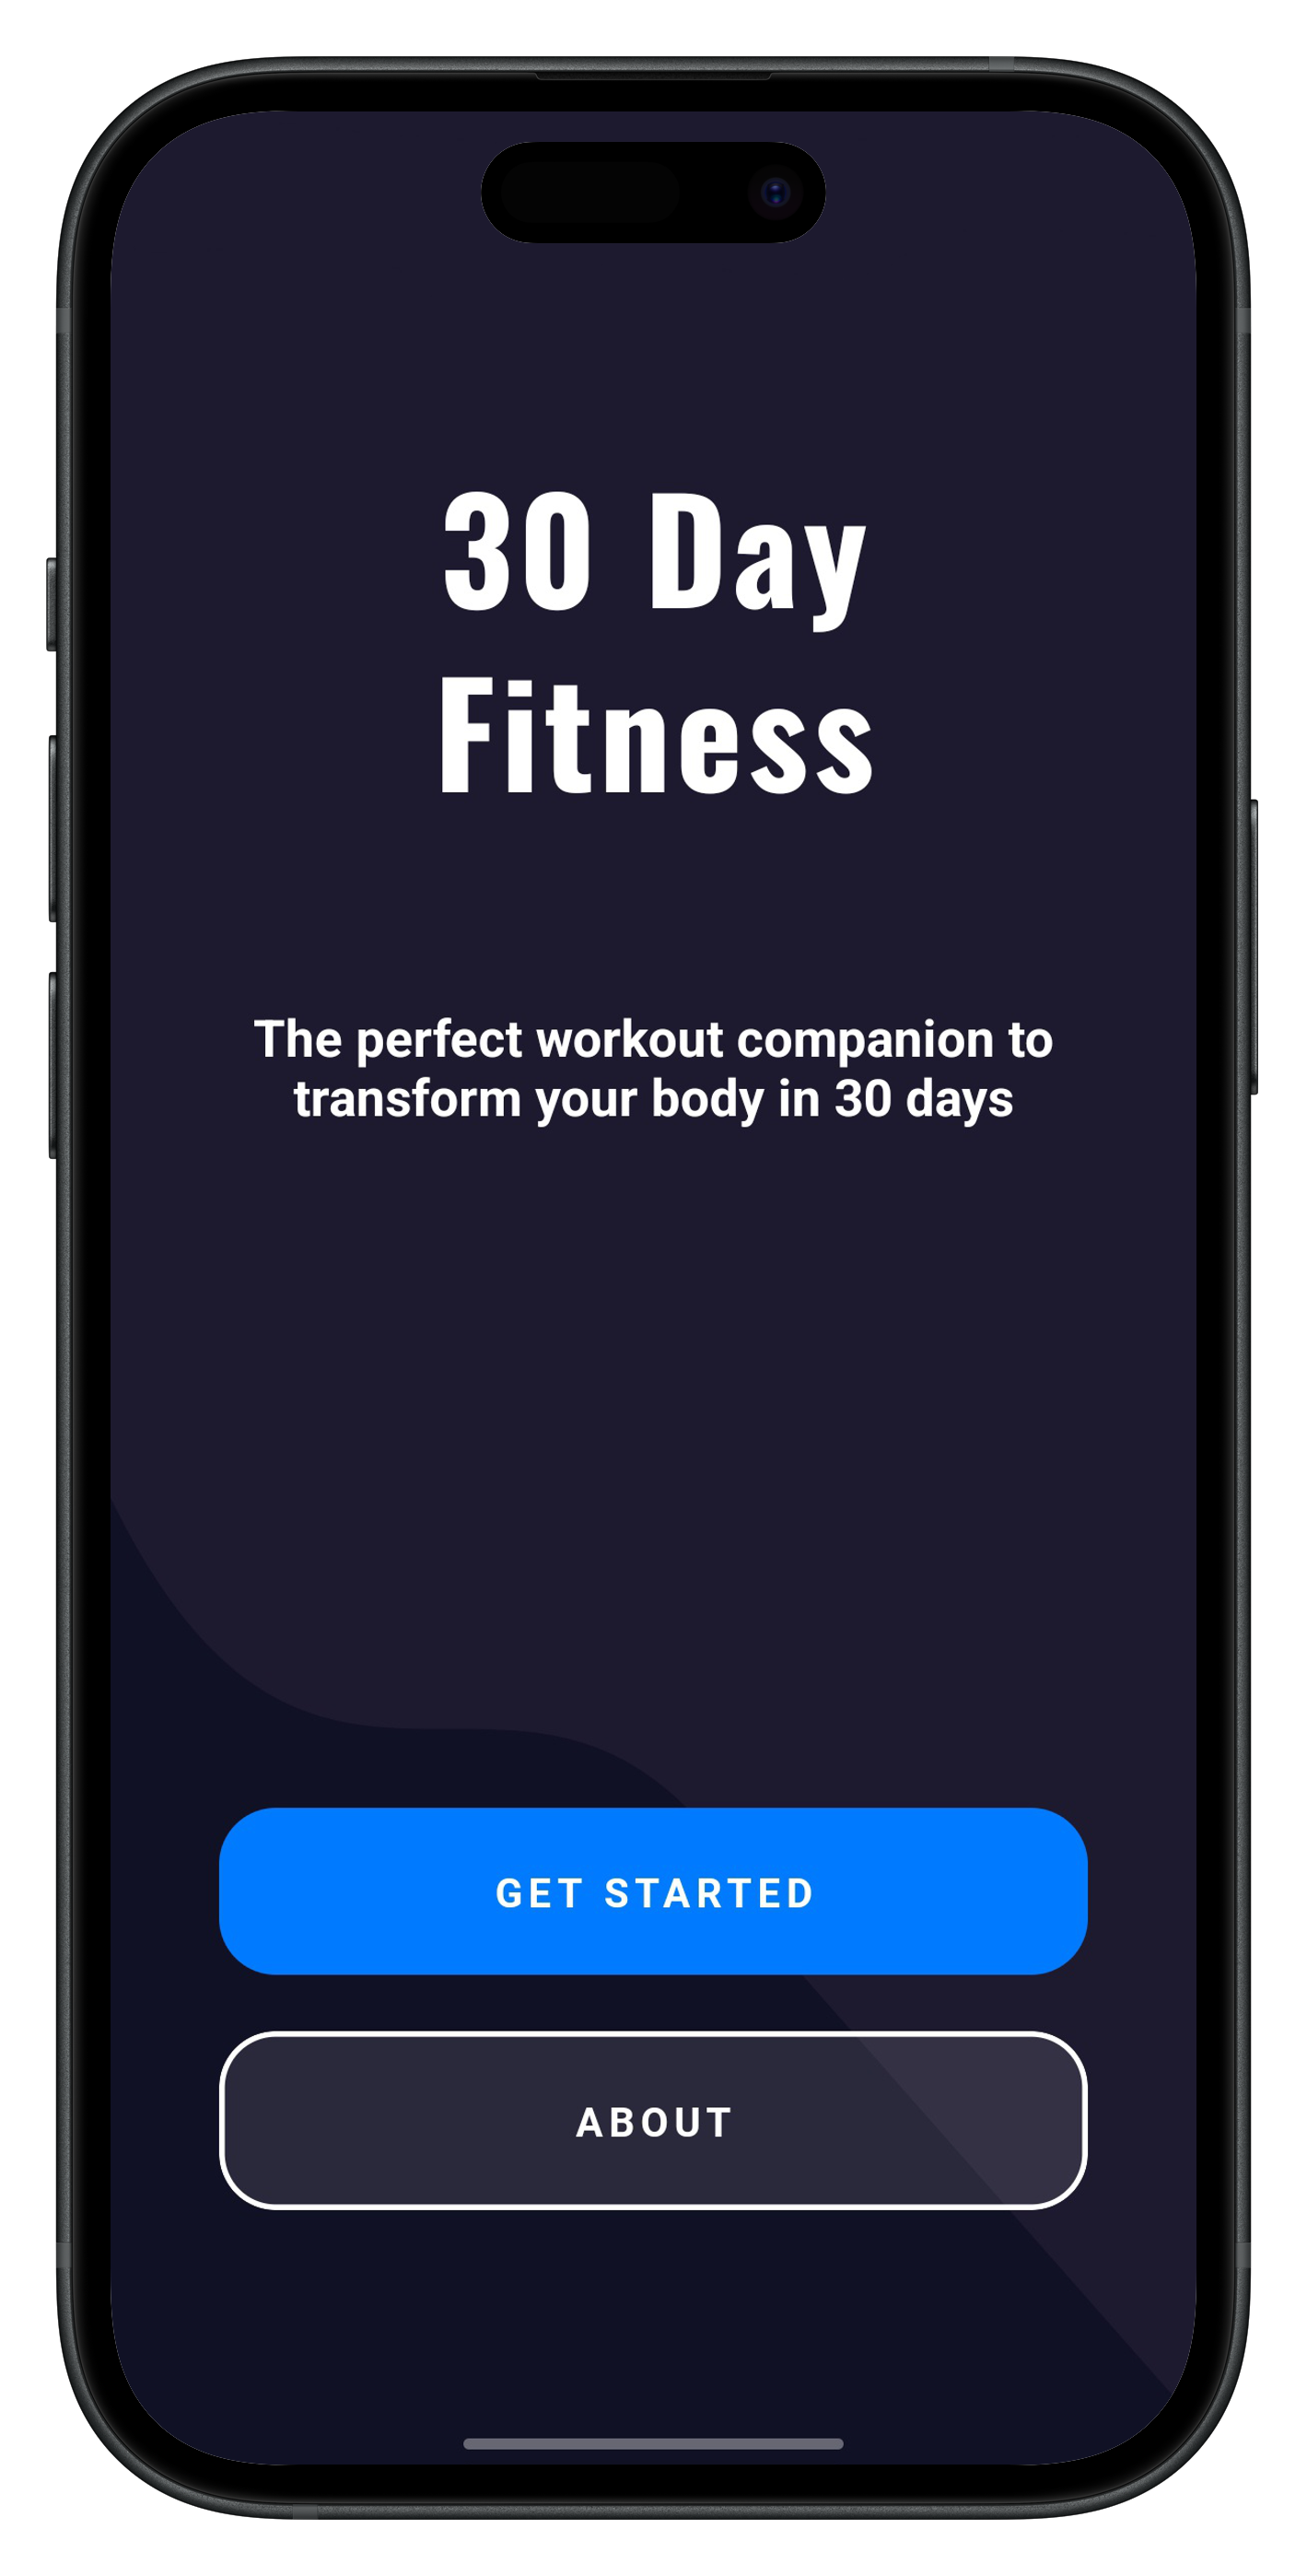 30 Day
Fitness
The perfect workout companion to
transform your body in 30 days
GET STARTED
ABOUT